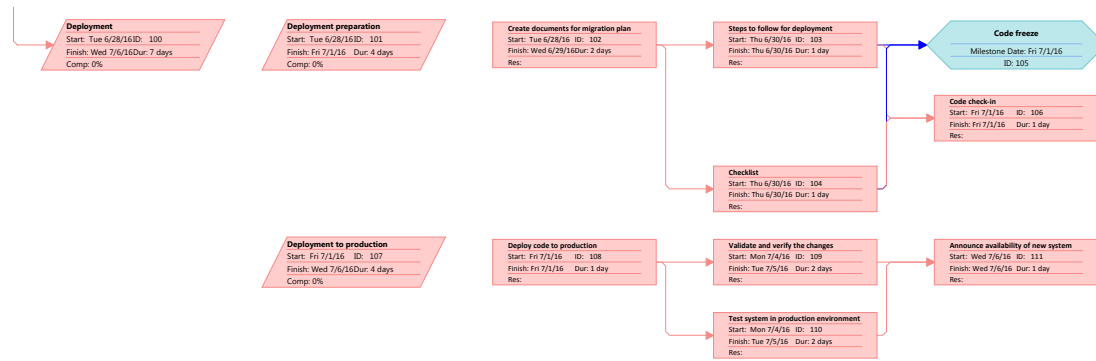 Deployment
Start: Tue 6/28/16ID: 100
Finish: Wed 7/6/16Dur: 7 days
Comp: 0%
Deployment preparation
Start: Tue 6/28/16ID: 101
Finish: Fri 7/1/16 Dur: 4 days
Comp: 0%
Create documents for migration plan
Start: Tue 6/28/16 ID: 102
Finish: Wed 6/29/16Dur: 2 days
Res:
Steps to follow for deployment
Start: Thu 6/30/16 ID: 103
Finish: Thu 6/30/16 Dur: 1 day
Res:
Code freeze
Milestone Date: Fri 7/1/16
ID: 105
Code check-in
Start: Fri 7/1/16 ID: 106
Finish: Fri 7/1/16 Dur: 1 day
Res:
Checklist
Start: Thu 6/30/16 ID: 104
Finish: Thu 6/30/16 Dur: 1 day
Res:
Deployment to production
Start: Fri 7/1/16 ID: 107
Finish: Wed 7/6/16Dur: 4 days
Comp: 0%
Deploy code to production
Start: Fri 7/1/16 ID: 108
Finish: Fri 7/1/16 Dur: 1 day
Res:
Validate and verify the changes
Start: Mon 7/4/16 ID: 109
Finish: Tue 7/5/16 Dur: 2 days
Res:
Announce availability of new system
Start: Wed 7/6/16 ID: 111
Finish: Wed 7/6/16 Dur: 1 day
Res:
Test system in production environment
Start: Mon 7/4/16 ID: 110
Finish: Tue 7/5/16 Dur: 2 days
Res: